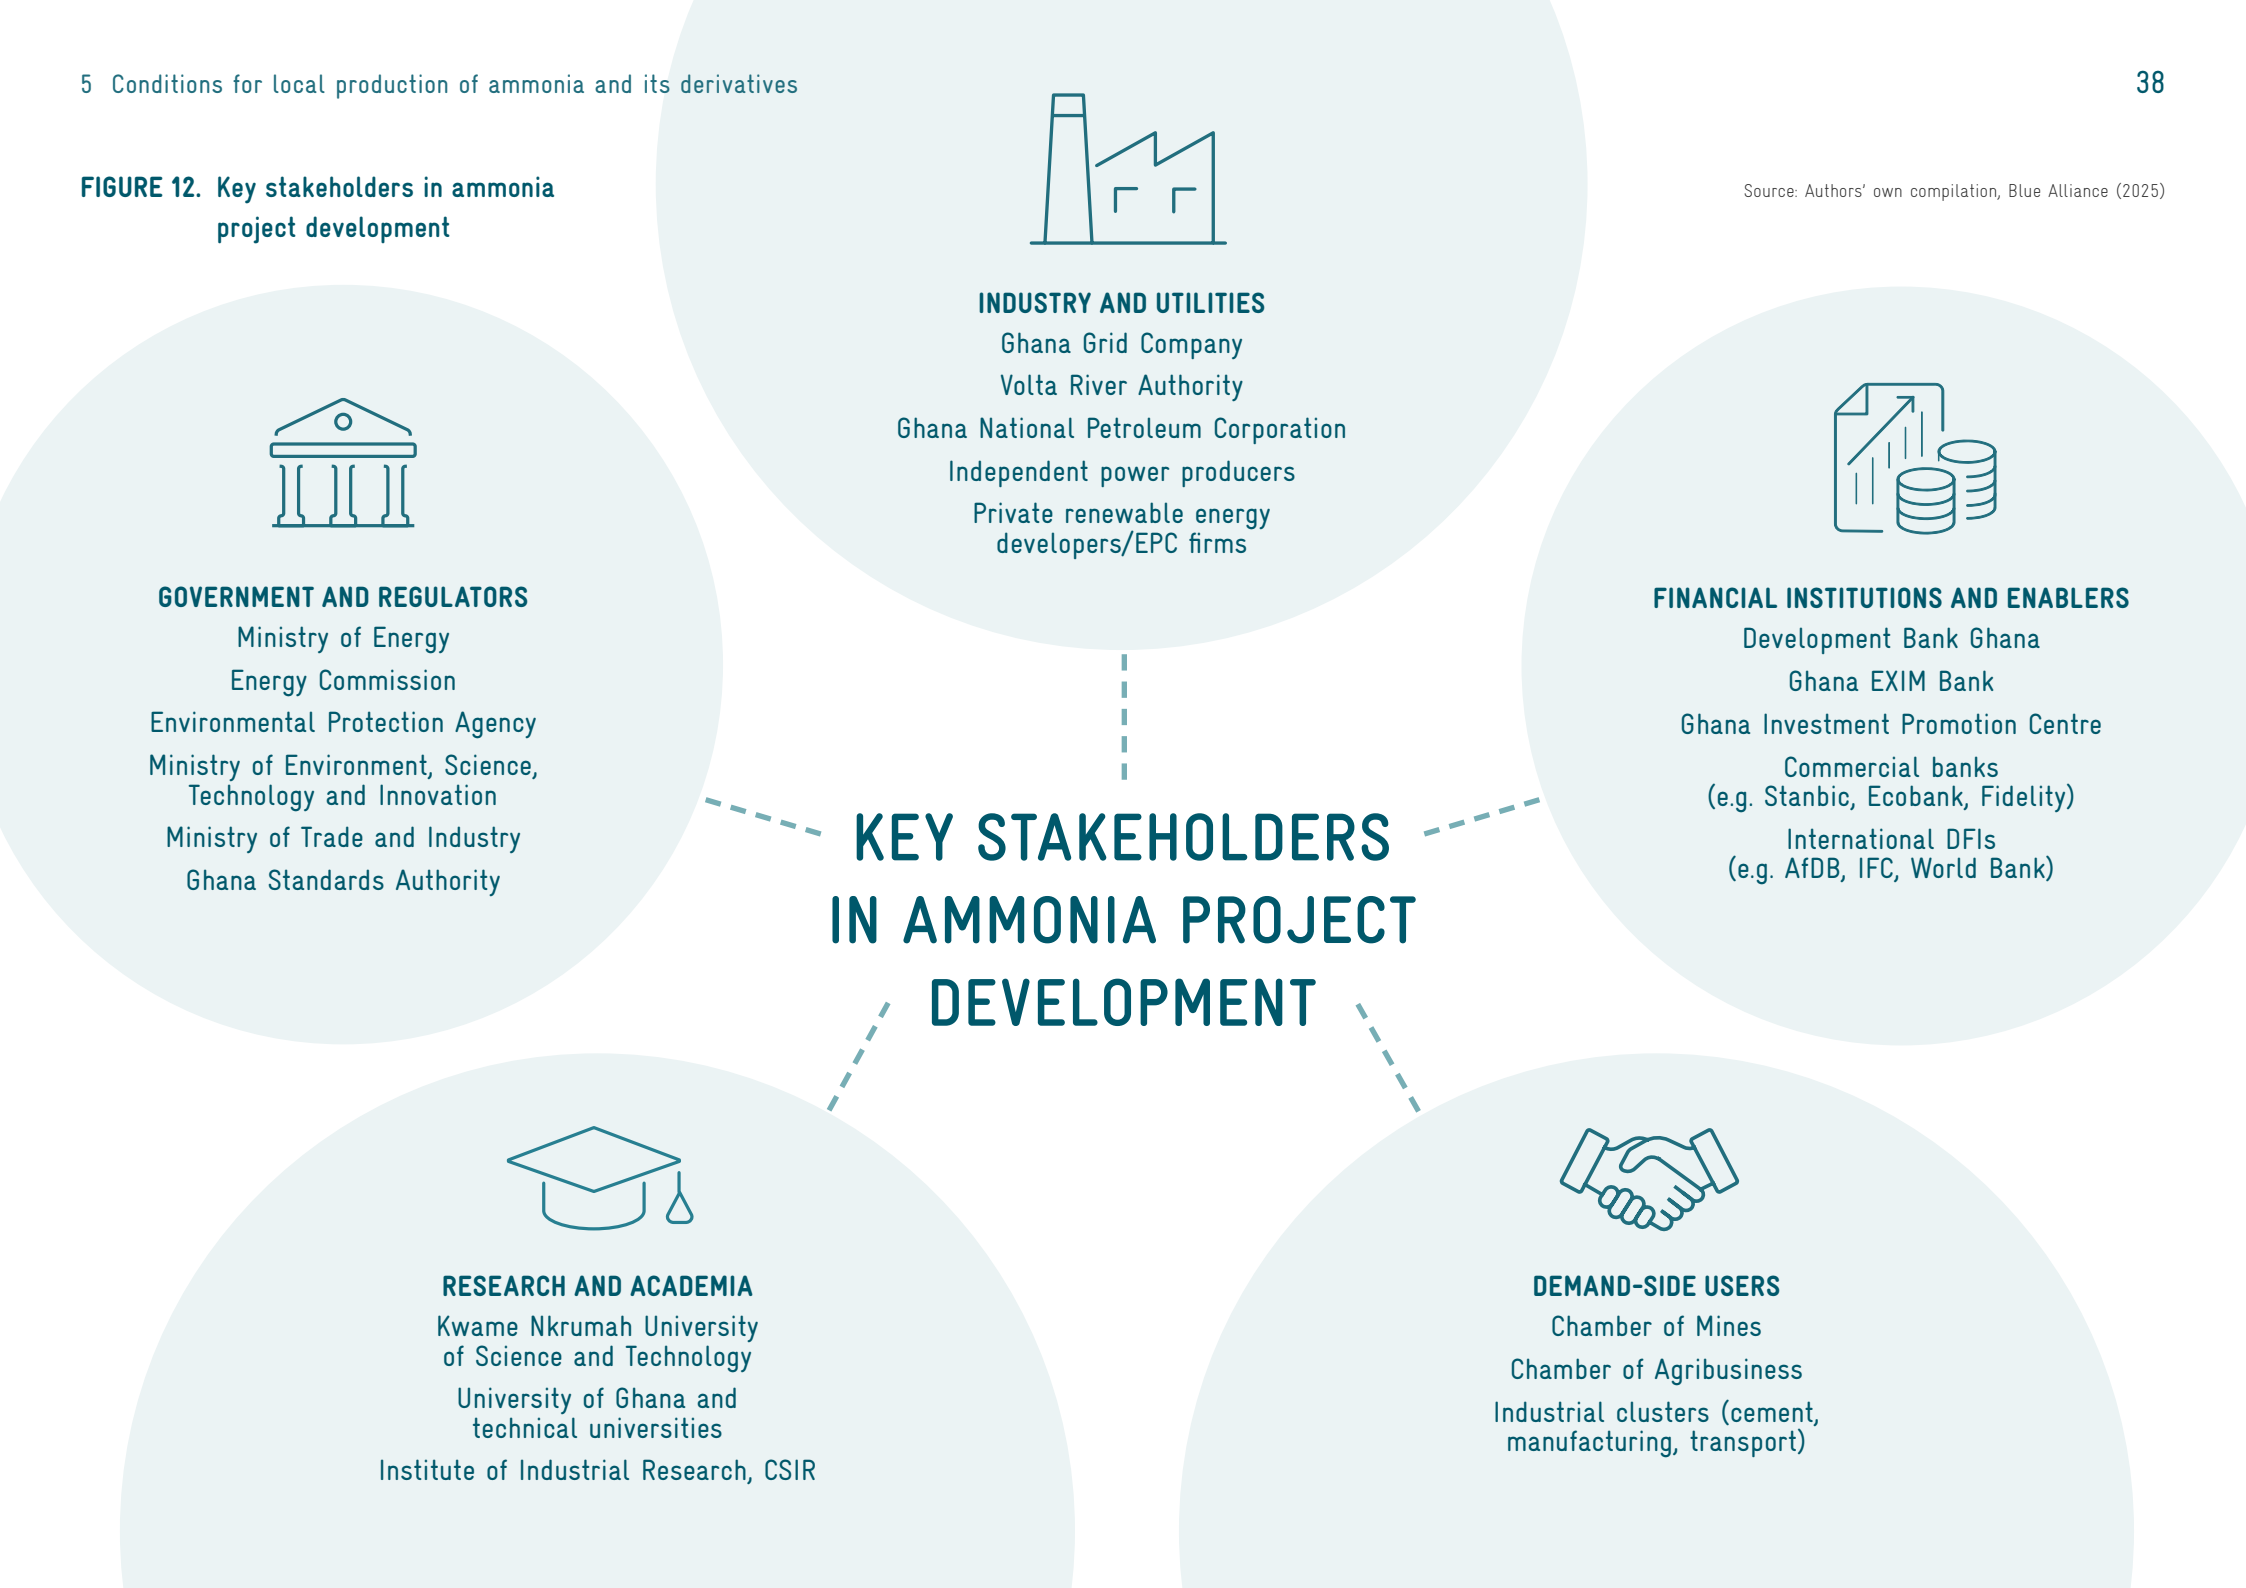 5 Conditions for local production of ammonia and its derivatives
38
FIGURE 12. Key stakeholders in ammonia
project development
Source: Authors’ own compilation, Blue Alliance (2025)
INDUSTRY AND UTILITIES
Ghana Grid Company
Volta River Authority
Ghana National Petroleum Corporation
Independent power producers
Private renewable energy
developers/EPC firms
GOVERNMENT AND REGULATORS
Ministry of Energy
Energy Commission
Environmental Protection Agency
Ministry of Environment, Science,
Technology and Innovation
Ministry of Trade and Industry
Ghana Standards Authority
FINANCIAL INSTITUTIONS AND ENABLERS
Development Bank Ghana
Ghana EXIM Bank
Ghana Investment Promotion Centre
Commercial banks
(e.g. Stanbic, Ecobank, Fidelity)
International DFIs
(e.g. AfDB, IFC, World Bank)
KEY STAKEHOLDERS
IN AMMONIA PROJECT
DEVELOPMENT
RESEARCH AND ACADEMIA
Kwame Nkrumah University
of Science and Technology
University of Ghana and
technical universities
Institute of Industrial Research, CSIR
DEMAND-SIDE USERS
Chamber of Mines
Chamber of Agribusiness
Industrial clusters (cement,
manufacturing, transport)